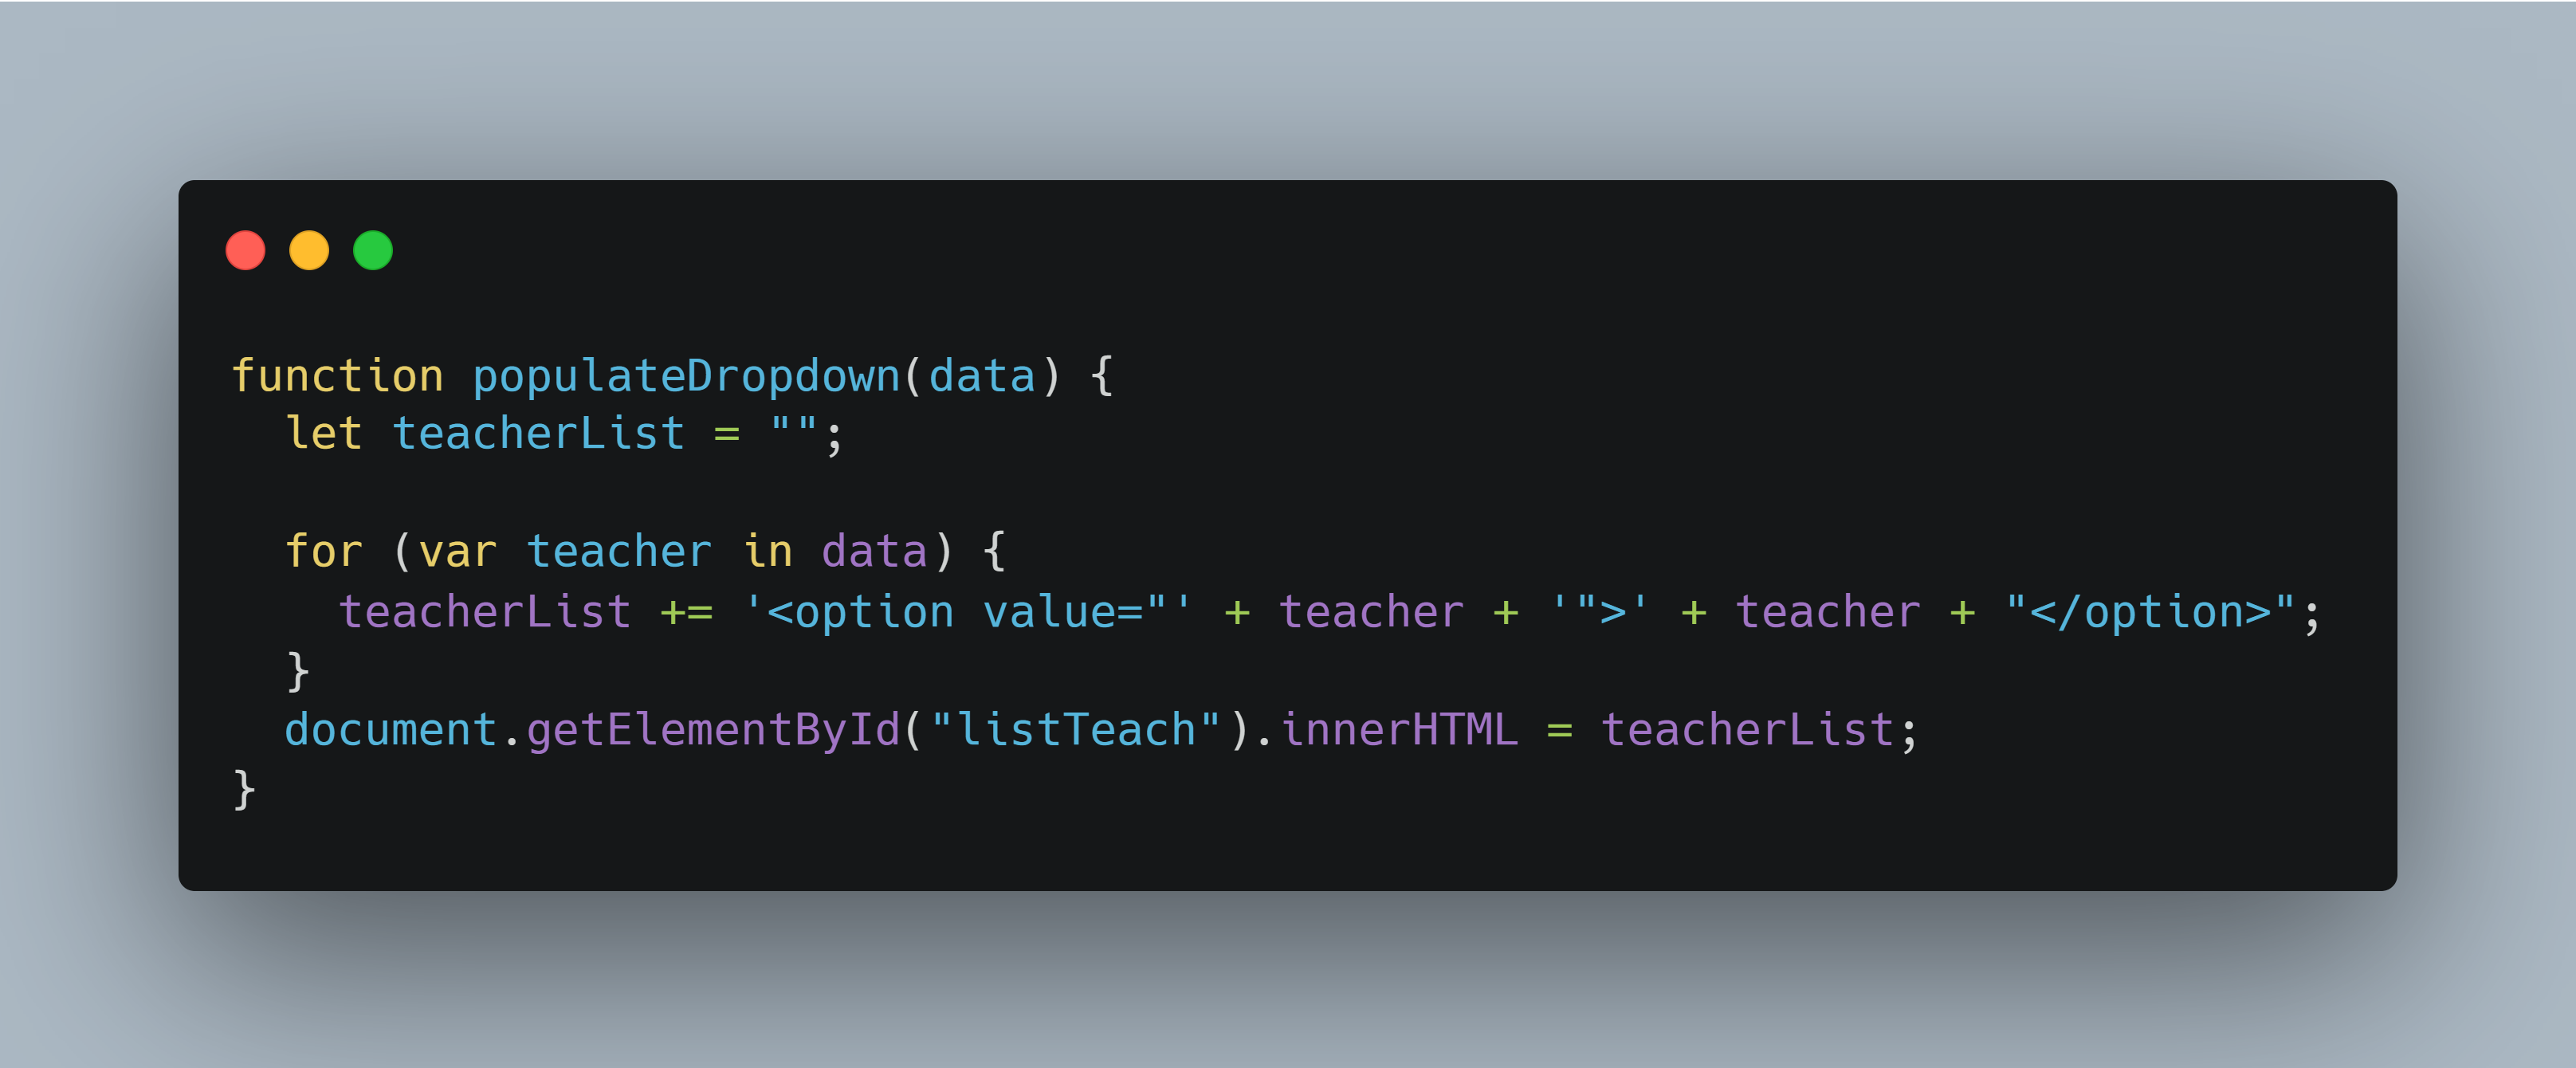 function populateDropdown(data) {
  let teacherList = "";

  for (var teacher in data) {
    teacherList += '<option value="' + teacher + '">' + teacher + "</option>";
  }
  document.getElementById("listTeach").innerHTML = teacherList;
}